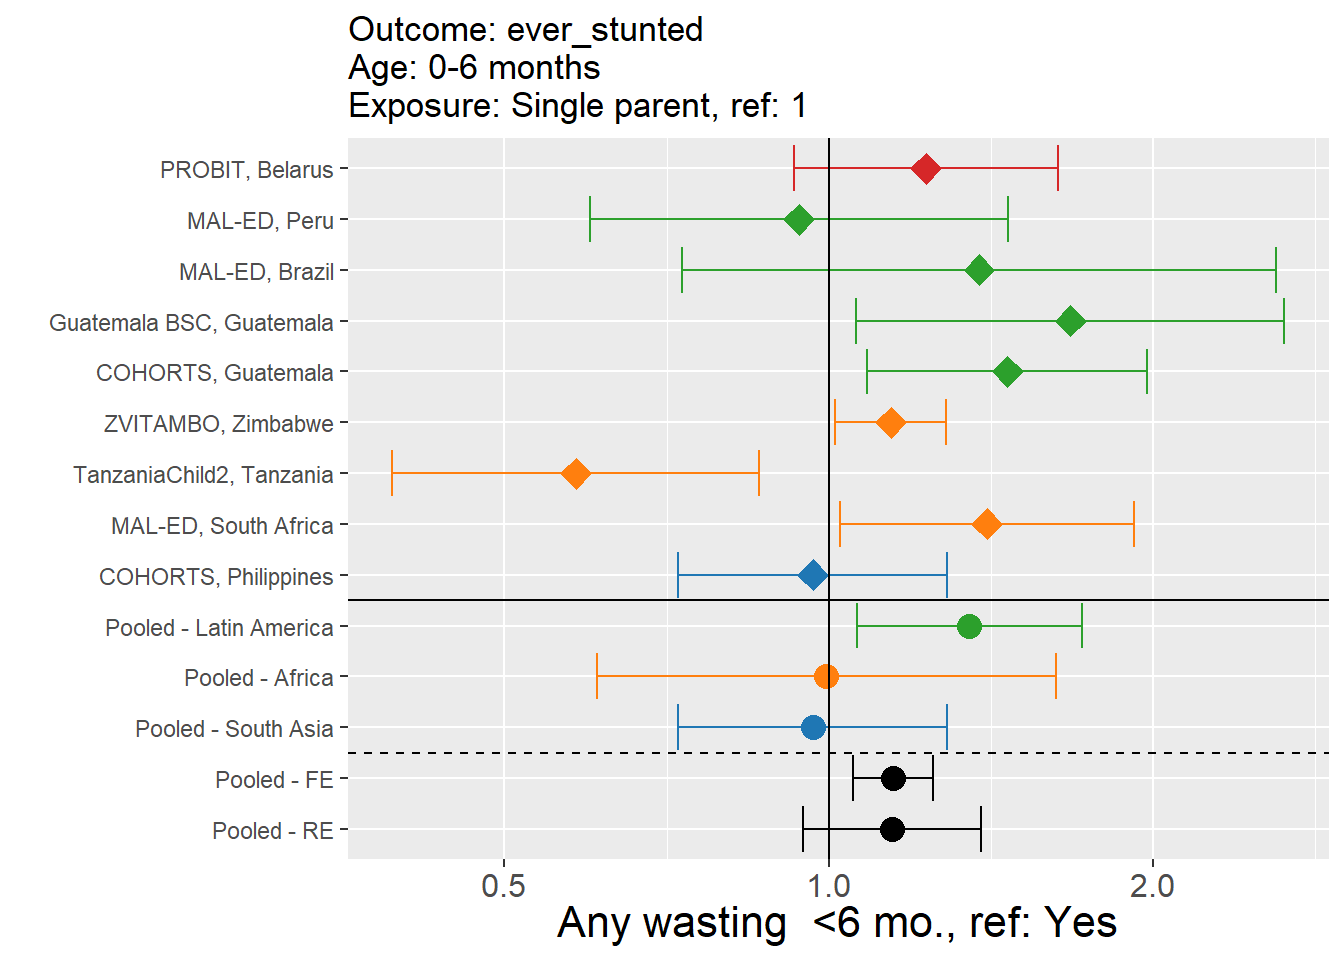 Outcome: ever_stunted
Age: 0-6 months
Exposure: Single parent, ref: 1
PROBIT, Belarus
MAL-ED, Peru
MAL-ED, Brazil
Guatemala BSC, Guatemala
COHORTS, Guatemala
ZVITAMBO, Zimbabwe
TanzaniaChild2, Tanzania
MAL-ED, South Africa
COHORTS, Philippines
Pooled - Latin America
Pooled - Africa
Pooled - South Asia
Pooled - FE
Pooled - RE
0.5 1.0 2.0
Any wasting  <6 mo., ref: Yes